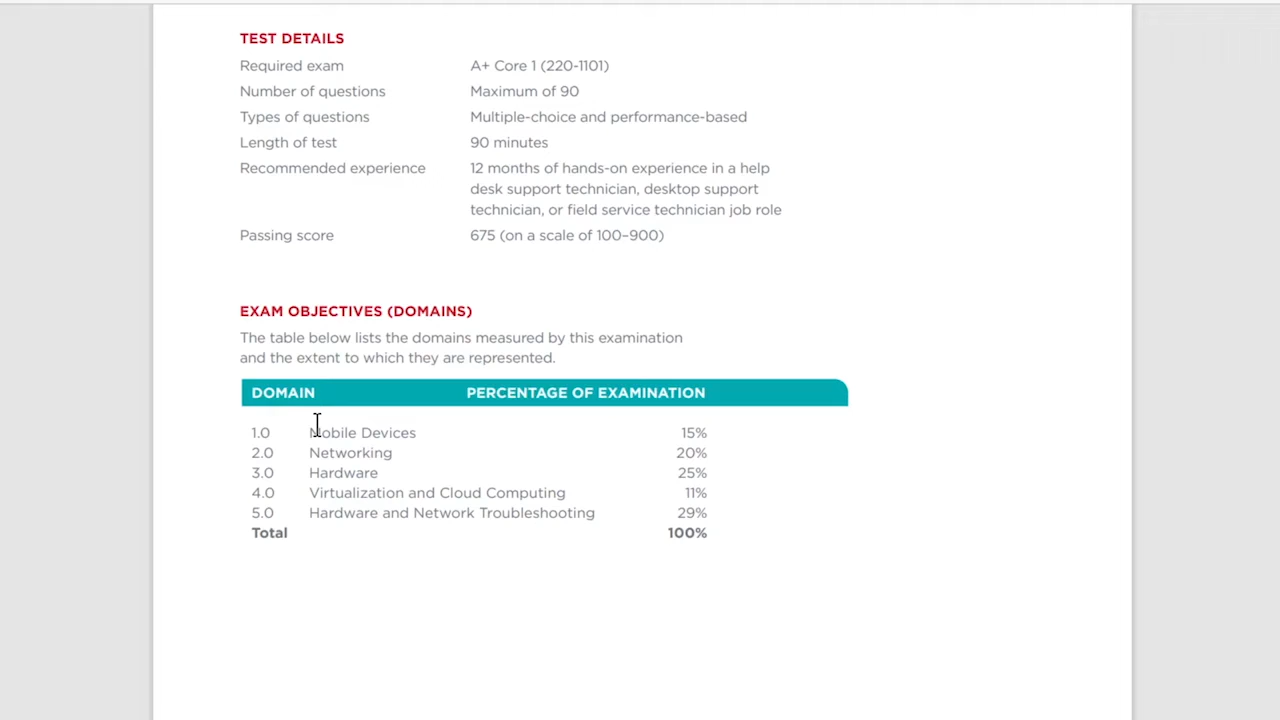 TEST DETAILS
Required exam A+ Core 1 (220-1101)
Number of questions Maximum of 90
Types of questions Multiple-choice and performance-based
Length of test 90 minutes
Recommended experience 12 months of hands-on experience in a help
desk support technician, desktop support
technician, or field service technician job role
Passing score 675 (on a scale of 100–900)
EXAM OBJECTIVES (DOMAINS)
The table below lists the domains measured by this examination
and the extent to which they are represented.
DOMAIN PERCENTAGE OF EXAMINATION
1.0 Mobile Devices 15%
2.0 Networking 20%
3.0 Hardware 25%
4.0 Virtualization and Cloud Computing 11%
5.0 Hardware and Network Troubleshooting 29%
Total 100%